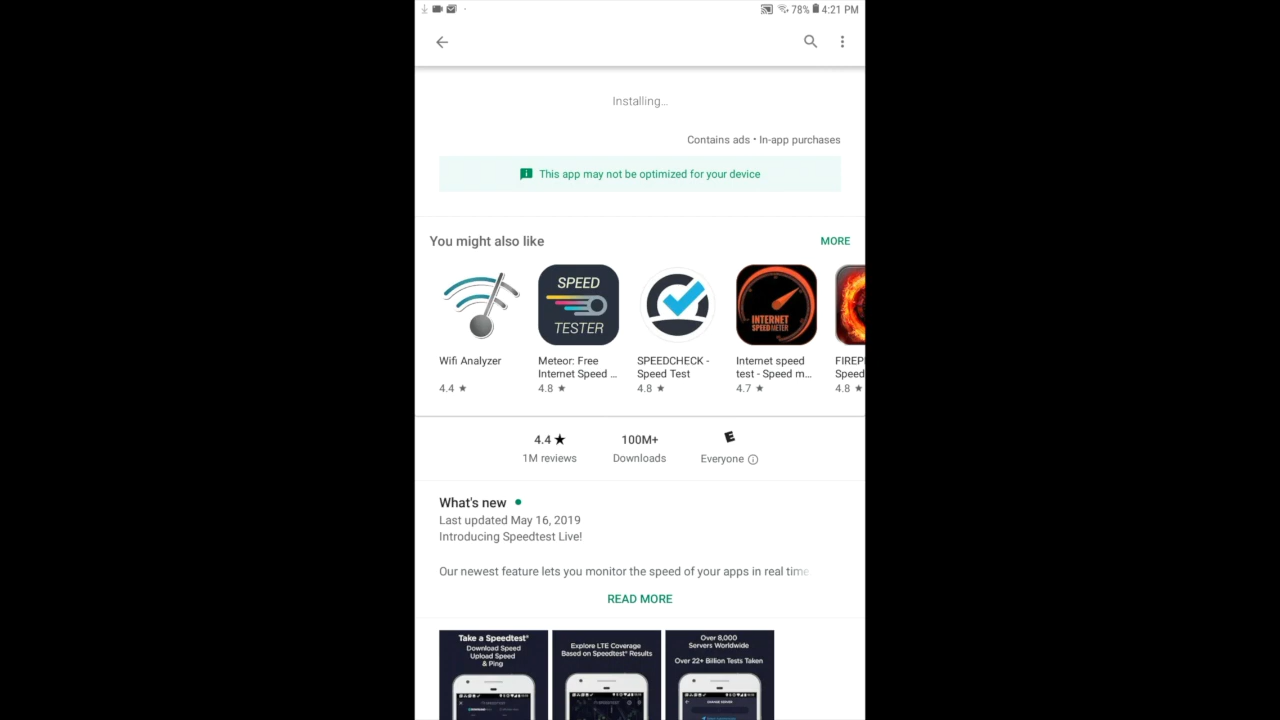 78% 4:21 PM
Installing...
Contains ads • In-app purchases
This app may not be optimized for your device
You might also like
MORE
SPEED
TESTER
INTERNET
SPEED METER
Wifi Analyzer
Meteor: Free
Internet Speed ...
SPEEDCHECK -
Speed Test
Internet speed
test - Speed m...
FIREP
Speed
4.4 ★
4.8 ★
4.8 ★
4.7 ★
4.8 ★
4.4 ★
1M reviews
100M+
Downloads
E
Everyone
What's new
Last updated May 16, 2019
Introducing Speedtest Live!
Our newest feature lets you monitor the speed of your apps in real time
READ MORE
Take a Speedtest®
Download Speed
Upload Speed
& Ping
Explore LTE Coverage
Based on Speedtest® Results
Over 8,000
Servers Worldwide
Over 22+ Billion Tests Taken